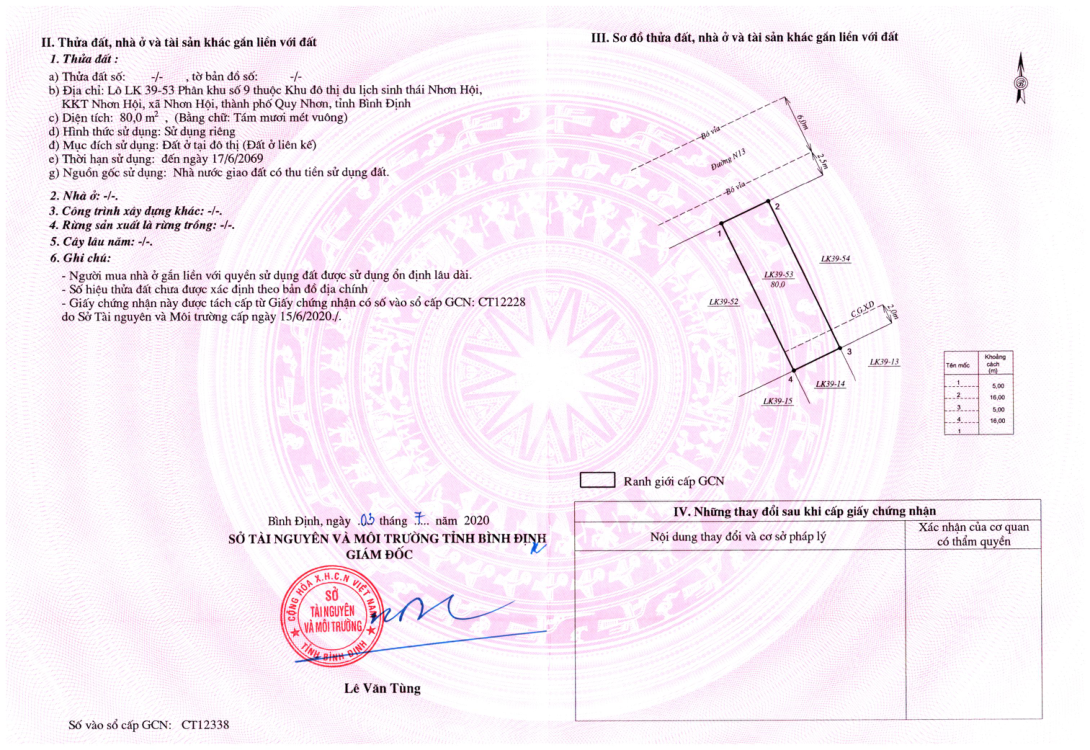 II. Thửa đất, nhà ở và tài sản khác gắn liền với đất
1. Thửa đất :
a) Thửa đất số: -/- , tờ bản đồ số: -/-
b) Địa chỉ: Lô LK 39-53 Phân khu số 9 thuộc Khu đô thị du lịch sinh thái Nhơn Hội,
KKT Nhơn Hội, xã Nhơn Hội, thành phố Quy Nhơn, tỉnh Bình Định
c) Diện tích: 80,0 m² , (Bằng chữ: Tám mươi mét vuông)
d) Hình thức sử dụng: Sử dụng riêng
đ) Mục đích sử dụng: Đất ở tại đô thị (Đất ở liên kế)
e) Thời hạn sử dụng: đến ngày 17/6/2069
g) Nguồn gốc sử dụng: Nhà nước giao đất có thu tiền sử dụng đất.
2. Nhà ở: -/-.
3. Công trình xây dựng khác: -/-.
4. Rừng sản xuất là rừng trồng: -/-.
5. Cây lâu năm: -/-.
6. Ghi chú:
- Người mua nhà ở gắn liền với quyền sử dụng đất được sử dụng ổn định lâu dài.
- Số hiệu thửa đất chưa được xác định theo bản đồ địa chính
- Giấy chứng nhận này được tách cấp từ Giấy chứng nhận có số vào sổ cấp GCN: CT12228
do Sở Tài nguyên và Môi trường cấp ngày 15/6/2020./.
Bình Định, ngày 03 tháng 7 năm 2020
SỞ TÀI NGUYÊN VÀ MÔI TRƯỜNG TỈNH BÌNH ĐỊNH
GIÁM ĐỐC
CỘNG HÒA X.H.C.N VIỆT NAM
SỞ
TÀI NGUYÊN
VÀ MÔI TRƯỜNG
TỈNH BÌNH ĐỊNH
Lê Văn Tùng
Số vào sổ cấp GCN: CT12338
III. Sơ đồ thửa đất, nhà ở và tài sản khác gắn liền với đất
Bó vỉa
6,0m
Đường N13
2,5m
Bó vỉa
2
1
LK39-54
LK39-53
80,0
LK39-52
C.G.X.D
2,0m
3
LK39-13
4
LK39-14
LK39-15
Tên mốc Khoảng cách (m)
1
5,00
2
16,00
3
5,00
4
16,00
1
Ranh giới cấp GCN
IV. Những thay đổi sau khi cấp giấy chứng nhận
Nội dung thay đổi và cơ sở pháp lý
Xác nhận của cơ quan
có thẩm quyền